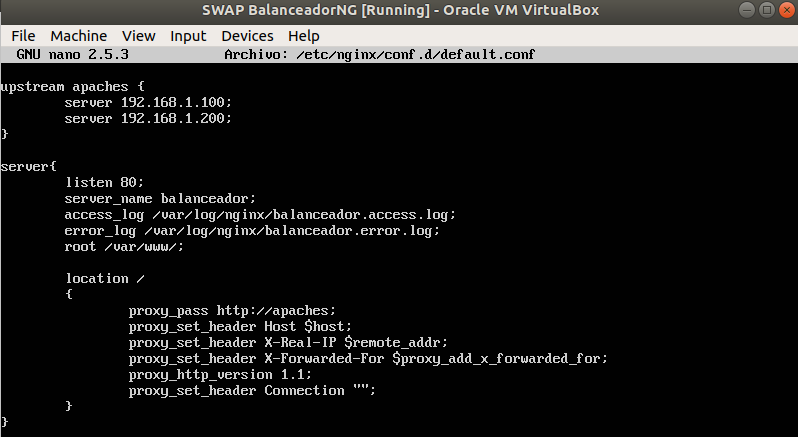 SWAP BalanceadorNG [Running] - Oracle VM VirtualBox
File Machine View Input Devices Help
GNU nano 2.5.3 Archivo: /etc/nginx/conf.d/default.conf
upstream apaches {
server 192.168.1.100;
server 192.168.1.200;
}
server{
listen 80;
server_name balanceador;
access_log /var/log/nginx/balanceador.access.log;
error_log /var/log/nginx/balanceador.error.log;
root /var/www/;
location /
{
proxy_pass http://apaches;
proxy_set_header Host $host;
proxy_set_header X-Real-IP $remote_addr;
proxy_set_header X-Forwarded-For $proxy_add_x_forwarded_for;
proxy_http_version 1.1;
proxy_set_header Connection "";
}
}